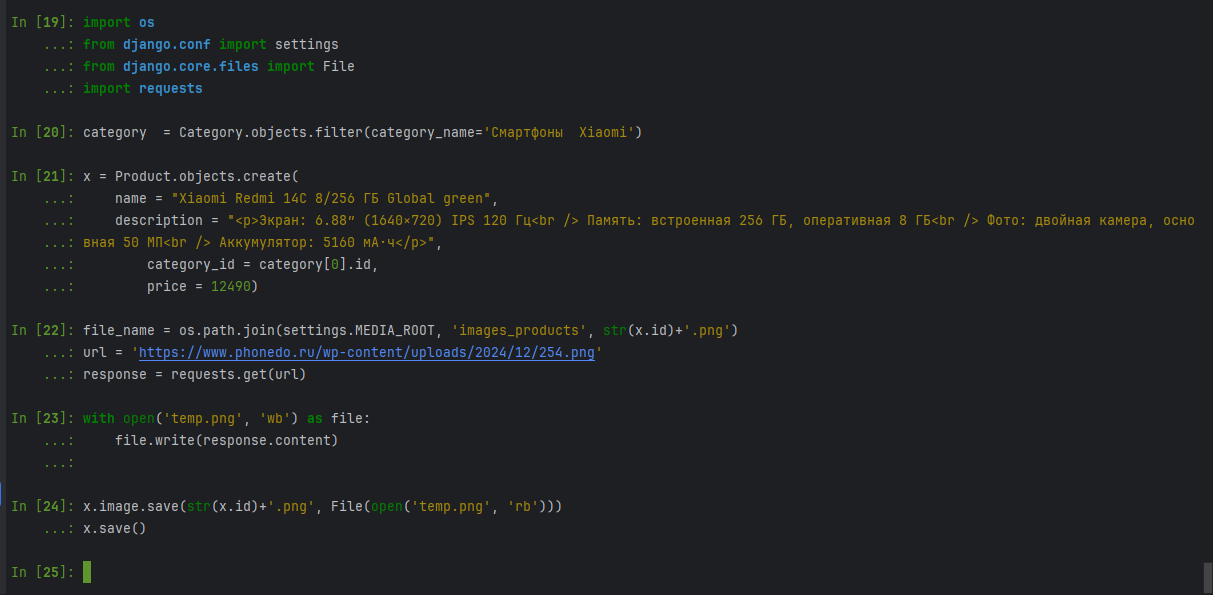 In [19]: import os
    ...: from django.conf import settings
    ...: from django.core.files import File
    ...: import requests
In [20]: category  = Category.objects.filter(category_name='Смартфоны  Xiaomi')
In [21]: x = Product.objects.create(
    ...:     name = "Xiaomi Redmi 14C 8/256 ГБ Global green",
    ...:     description = "<p>Экран: 6.88″ (1640×720) IPS 120 Гц<br /> Память: встроенная 256 ГБ, оперативная 8 ГБ<br /> Фото: двойная камера, осно
    ...: вная 50 МП<br /> Аккумулятор: 5160 мА·ч</p>",
    ...:         category_id = category[0].id,
    ...:         price = 12490)
In [22]: file_name = os.path.join(settings.MEDIA_ROOT, 'images_products', str(x.id)+'.png')
    ...: url = 'https://www.phonedo.ru/wp-content/uploads/2024/12/254.png'
    ...: response = requests.get(url)
In [23]: with open('temp.png', 'wb') as file:
    ...:     file.write(response.content)
    ...:
In [24]: x.image.save(str(x.id)+'.png', File(open('temp.png', 'rb')))
    ...: x.save()
In [25]: